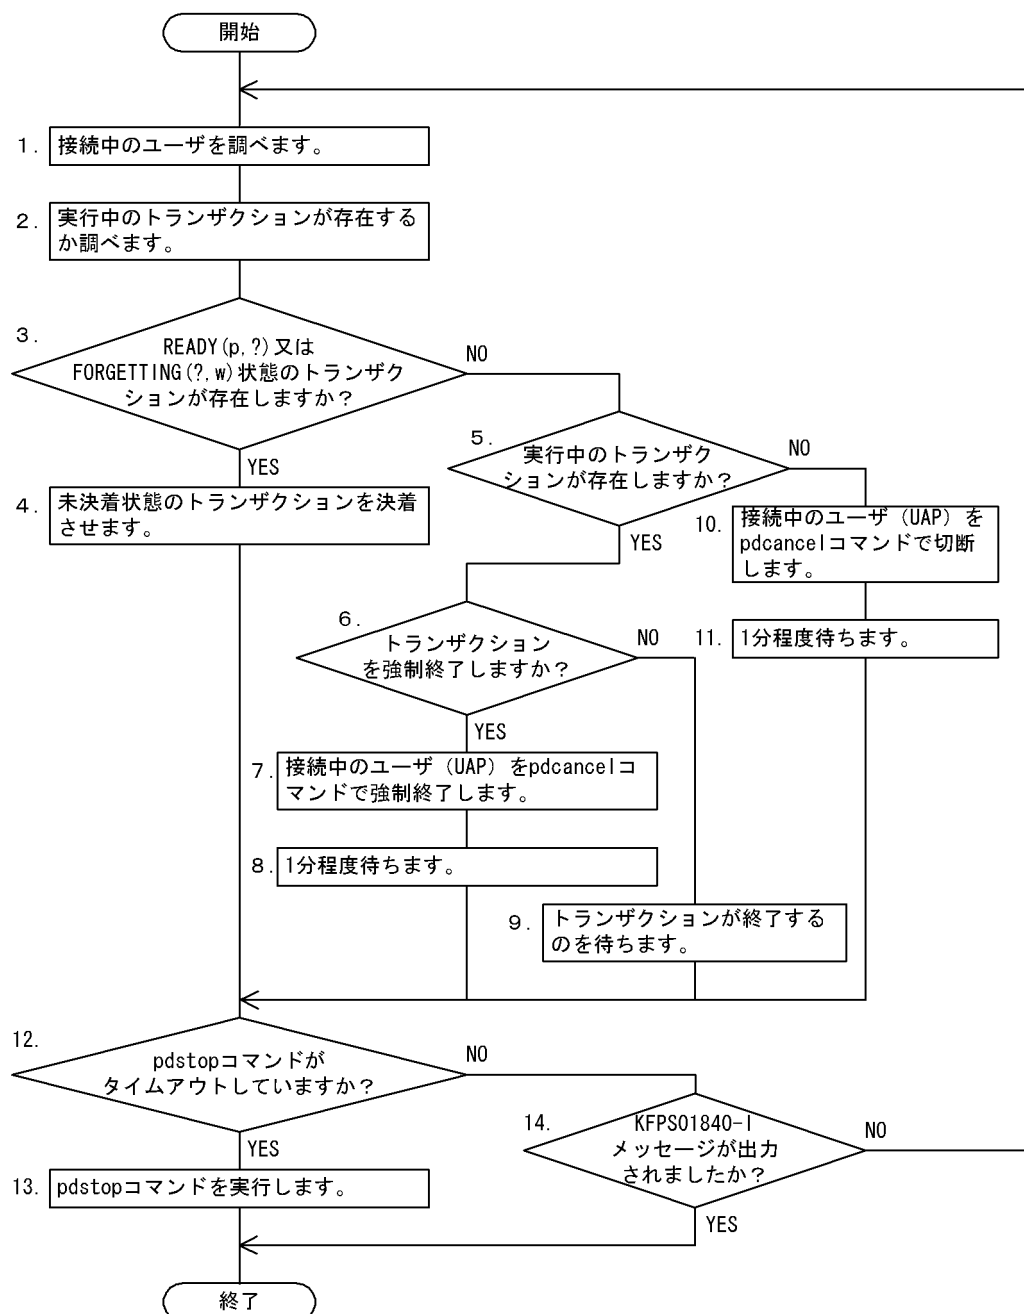 開始
1. 接続中のユーザを調べます。
2. 実行中のトランザクションが存在する
か調べます。
3.
READY(p,?)又は
FORGETTING(?,w)状態のトランザク
ションが存在しますか?
NO
YES
4. 未決着状態のトランザクションを決着
させます。
5.
実行中のトランザク
ションが存在しますか?
NO
YES
6.
トランザクション
を強制終了しますか?
NO
YES
7. 接続中のユーザ(UAP)をpdcancelコ
マンドで強制終了します。
8. 1分程度待ちます。
9. トランザクションが終了する
のを待ちます。
10. 接続中のユーザ(UAP)を
pdcancelコマンドで切断
します。
11. 1分程度待ちます。
12.
pdstopコマンドが
タイムアウトしていますか?
NO
YES
13. pdstopコマンドを実行します。
14.
KFPS01840-I
メッセージが出力
されましたか?
NO
YES
終了